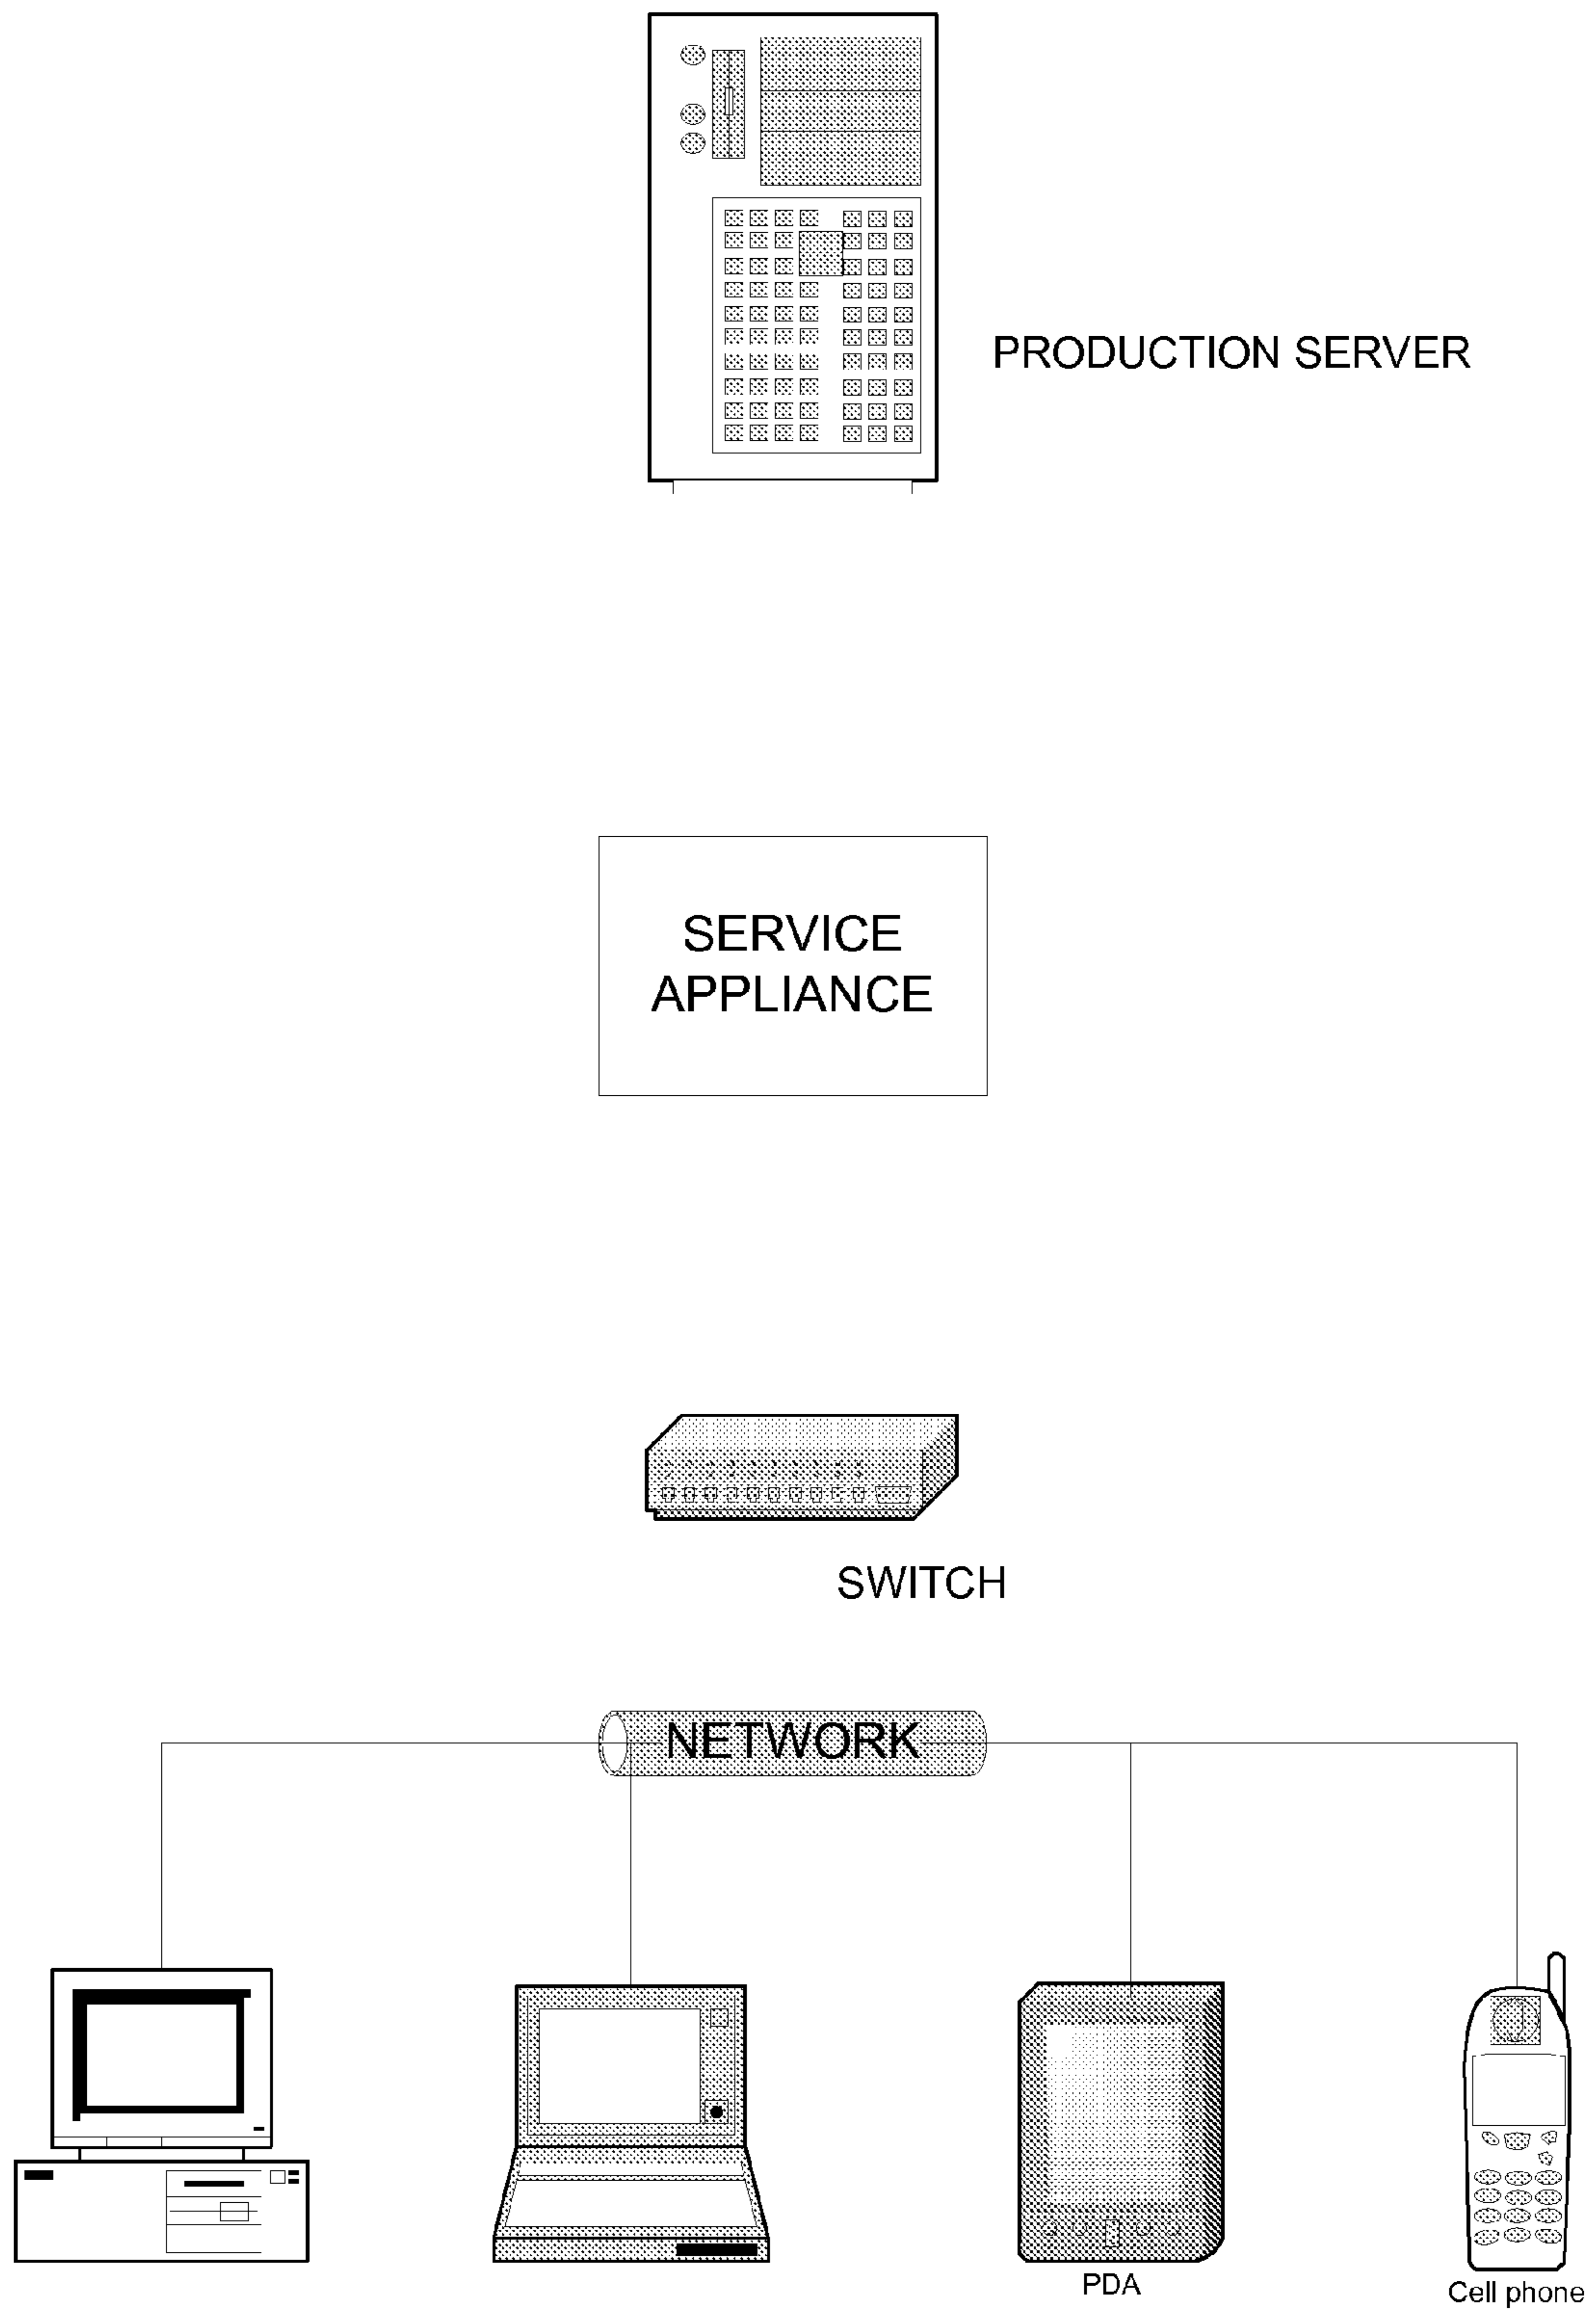 PRODUCTION SERVER
SERVICE
APPLIANCE
SWITCH
NETWORK
PDA
Cell phone